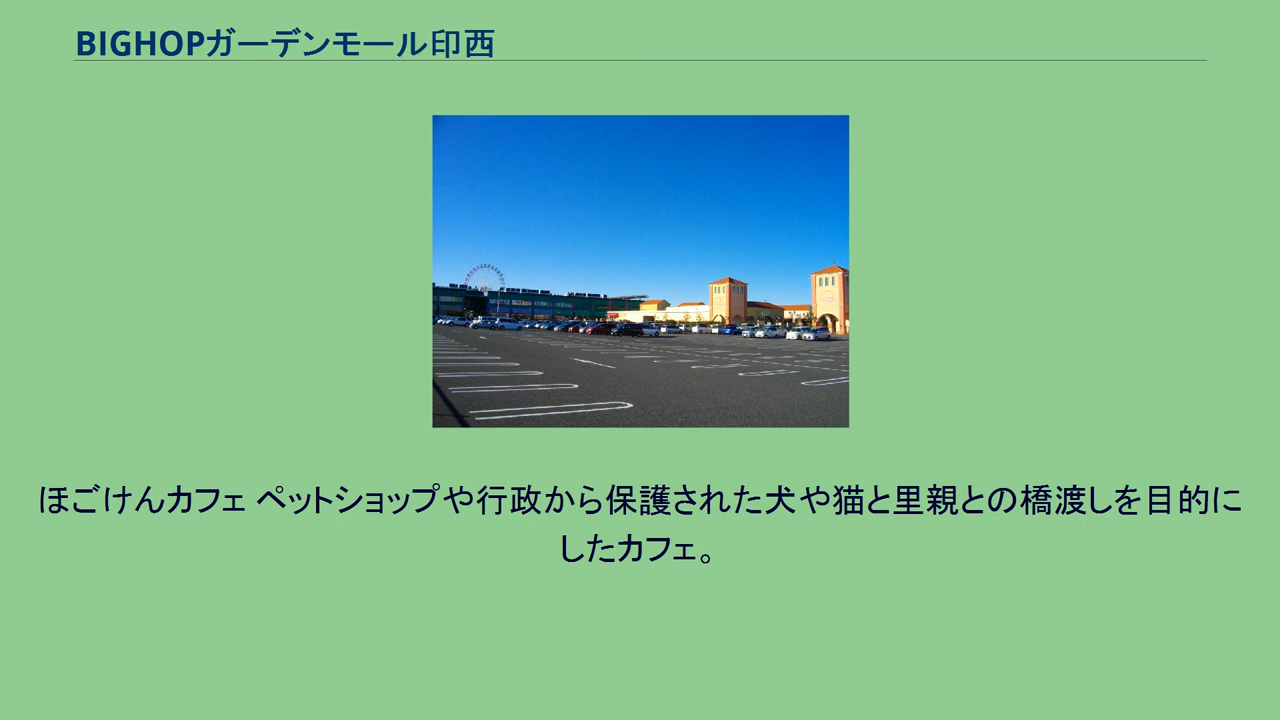 BIGHOPガーデンモール印西
ほごけんカフェ ペットショップや行政から保護された犬や猫と里親との橋渡しを目的に
したカフェ。